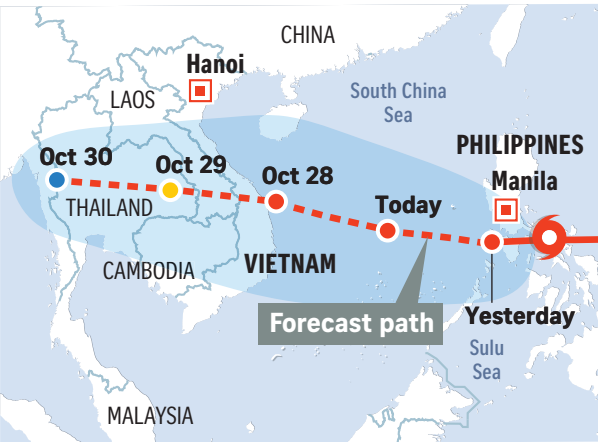 CHINA
Hanoi
LAOS
South China
Sea
PHILIPPINES
Oct 30
Oct 29
Oct 28
Manila
THAILAND
Today
CAMBODIA
VIETNAM
Forecast path
Yesterday
Sulu
Sea
MALAYSIA